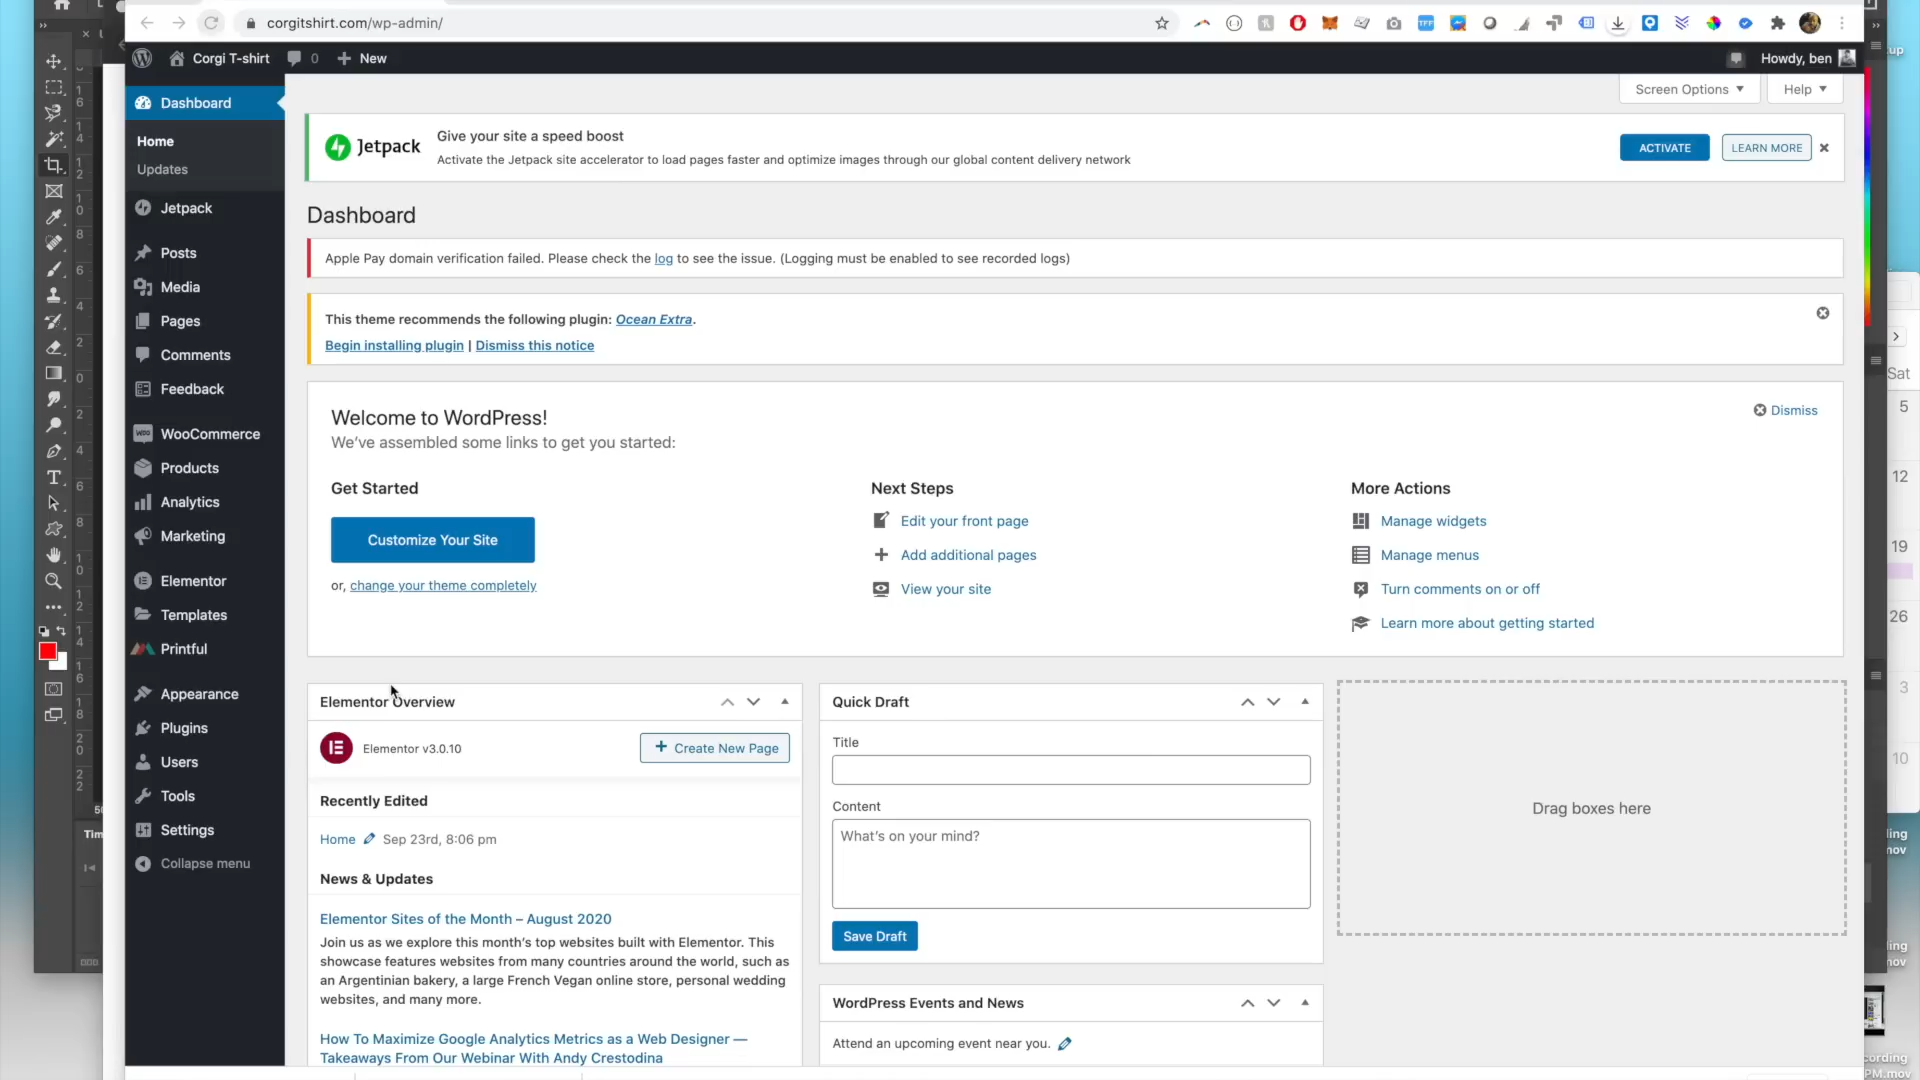 corgitshirt.com/wp-admin/
Corgi T-shirt
0
New
Howdy, ben
Dashboard
Home
Updates
Jetpack
Posts
Media
Pages
Comments
Feedback
WooCommerce
Products
Analytics
Marketing
Elementor
Templates
Printful
Appearance
Plugins
Users
Tools
Settings
Collapse menu
Screen Options
Help
Jetpack
Give your site a speed boost
Activate the Jetpack site accelerator to load pages faster and optimize images through our global content delivery network
ACTIVATE
LEARN MORE
Dashboard
Apple Pay domain verification failed. Please check the log to see the issue. (Logging must be enabled to see recorded logs)
This theme recommends the following plugin: Ocean Extra.
Begin installing plugin | Dismiss this notice
Welcome to WordPress!
We've assembled some links to get you started:
Dismiss
Get Started
Customize Your Site
or, change your theme completely
Next Steps
Edit your front page
Add additional pages
View your site
More Actions
Manage widgets
Manage menus
Turn comments on or off
Learn more about getting started
Elementor Overview
Elementor v3.0.10
Create New Page
Recently Edited
Home Sep 23rd, 8:06 pm
News & Updates
Elementor Sites of the Month – August 2020
Join us as we explore this month's top websites built with Elementor. This
showcase features websites from many countries around the world, such as
an Argentinian bakery, a large French Vegan online store, personal wedding
websites, and many more.
How To Maximize Google Analytics Metrics as a Web Designer —
Takeaways From Our Webinar With Andy Crestodina
Quick Draft
Title
Content
What's on your mind?
Save Draft
WordPress Events and News
Attend an upcoming event near you.
Drag boxes here
Sat
5
12
19
26
3
10